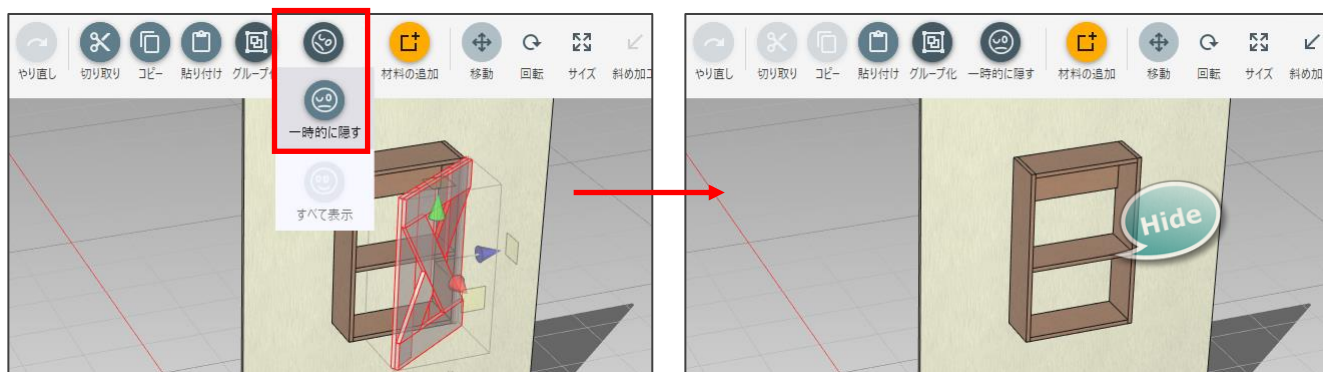 やり直し 切り取り コピー 貼り付け グループ化 材料の追加 移動 回転 サイズ 斜め加工
一時的に隠す
すべて表示
やり直し 切り取り コピー 貼り付け グループ化 一時的に隠す 材料の追加 移動 回転 サイズ 斜め加
Hide